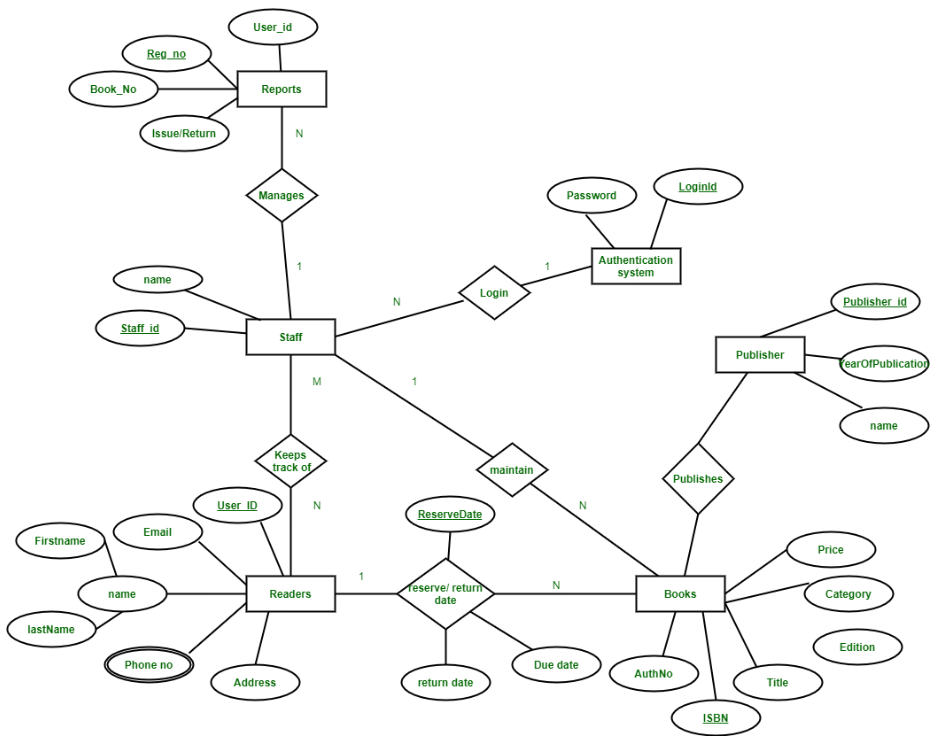 User_id
Reg_no
Book_No
Reports
Issue/Return
N
Manages
Password
LoginId
Authentication
system
1
1
name
Login
N
Publisher_id
Staff_id
Staff
Publisher
YearOfPublication
M
1
name
Keeps
track of
maintain
Publishes
User_ID
N
N
ReserveDate
Firstname
Email
Price
1
N
name
Readers
reserve/ return
date
Books
Category
lastName
Edition
Phone no
Address
return date
Due date
AuthNo
Title
ISBN